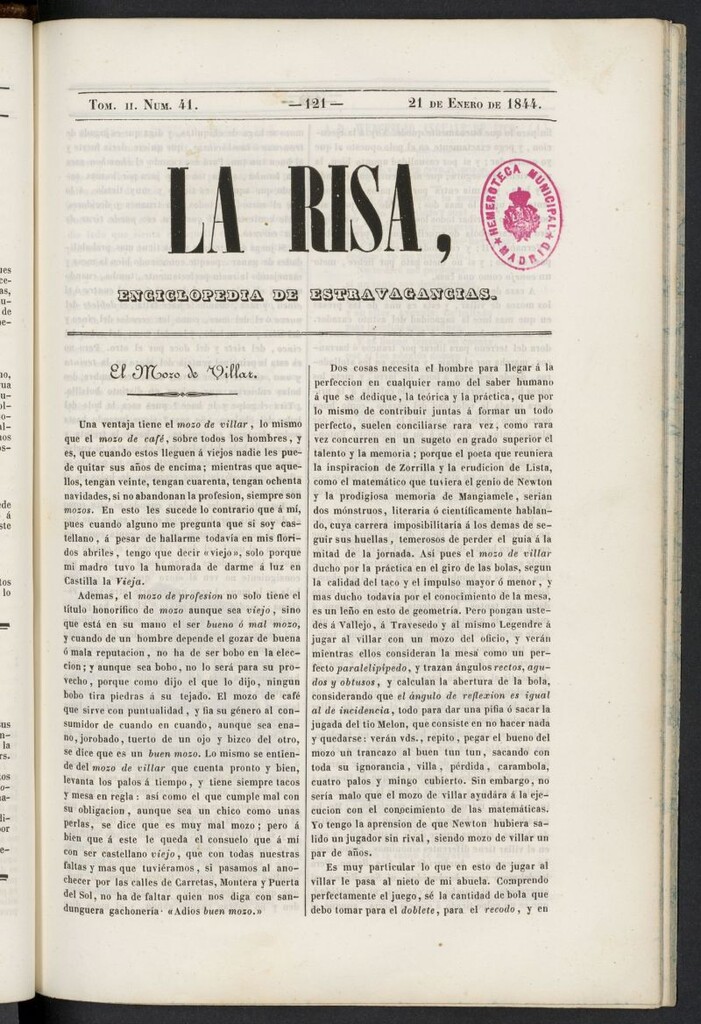 Tom. II. Num. 41.
—121—
21 de Enero de 1844.
LA RISA,
HEMEROTECA MUNICIPAL
★ MADRID ★
ENCICLOPEDIA DE ESTRAVAGANCIAS.
El Mozo de Villar.
Una ventaja tiene el mozo de villar, lo mismo
que el mozo de café, sobre todos los hombres, y
es, que cuando estos lleguen á viejos nadie les pue-
de quitar sus años de encima; mientras que aque-
llos, tengan veinte, tengan cuarenta, tengan ochenta
navidades, si no abandonan la profesion, siempre son
mozos. En esto les sucede lo contrario que á mí,
pues cuando alguno me pregunta que si soy cas-
tellano, á pesar de hallarme todavía en mis flori-
dos abriles, tengo que decir «viejo», solo porque
mi madre tuvo la humorada de darme á luz en
Castilla la Vieja.
Ademas, el mozo de profesion no solo tiene el
título honorífico de mozo aunque sea viejo, sino
que está en su mano el ser bueno ó mal mozo,
y cuando de un hombre depende el gozar de buena
ó mala reputacion, no ha de ser bobo en la elec-
cion; y aunque sea bobo, no lo será para su pro-
vecho, porque como dijo el que lo dijo, ningun
bobo tira piedras á su tejado. El mozo de café
que sirve con puntualidad, y fia su género al con-
sumidor de cuando en cuando, aunque sea ena-
no, jorobado, tuerto de un ojo y bizco del otro,
se dice que es un buen mozo. Lo mismo se entien-
de del mozo de villar que cuenta pronto y bien,
levanta los palos á tiempo, y tiene siempre tacos
y mesa en regla: asi como el que cumple mal con
su obligacion, aunque sea un chico como unas
perlas, se dice que es muy mal mozo; pero á
bien que á este le queda el consuelo que á mí
con ser castellano viejo, que con todas nuestras
faltas y mas que tuviéramos, si pasamos al ano-
checer por las calles de Carretas, Montera y Puerta
del Sol, no ha de faltar quien nos diga con san-
dunguera gachonería «Adios buen mozo.»
Dos cosas necesita el hombre para llegar á la
perfeccion en cualquier ramo del saber humano
á que se dedique, la teórica y la práctica, que por
lo mismo de contribuir juntas á formar un todo
perfecto, suelen conciliarse rara vez, como rara
vez concurren en un sugeto en grado superior el
talento y la memoria; porque el poeta que reuniera
la inspiracion de Zorrilla y la erudicion de Lista,
como el matemático que tuviera el genio de Newton
y la prodigiosa memoria de Mangiamele, serian
dos mónstruos, literaria ó científicamente hablan-
do, cuya carrera imposibilitaria á los demas de se-
guir sus huellas, temerosos de perder el guia á la
mitad de la jornada. Asi pues el mozo de villar
ducho por la práctica en el giro de las bolas, segun
la calidad del taco y el impulso mayor ó menor, y
mas ducho todavía por el conocimiento de la mesa,
es un leño en esto de geometría. Pero pongan uste-
des á Vallejo, á Travesedo y al mismo Legendre á
jugar al villar con un mozo del oficio, y verán
mientras ellos consideran la mesa como un per-
fecto paralelipípedo, y trazan ángulos rectos, agu-
dos y obtusos, y calculan la abertura de la bola,
considerando que el ángulo de reflexion es igual
al de incidencia, todo para dar una pifia ó sacar la
jugada del tio Melon, que consiste en no hacer nada
y quedarse: verán vds., repito, pegar el bueno del
mozo un trancazo al buen tun tun, sacando con
toda su ignorancia, villa, pérdida, carambola,
cuatro palos y mingo cubierto. Sin embargo, no
sería malo que el mozo de villar ayudára á la eje-
cucion con el conocimiento de las matemáticas.
Yo tengo la aprension de que Newton hubiera sa-
lido un jugador sin rival, siendo mozo de villar un
par de años.
Es muy particular lo que en esto de jugar al
villar le pasa al nieto de mi abuela. Comprendo
perfectamente el juego, sé la cantidad de bola que
debo tomar para el doblete, para el recodo, y en